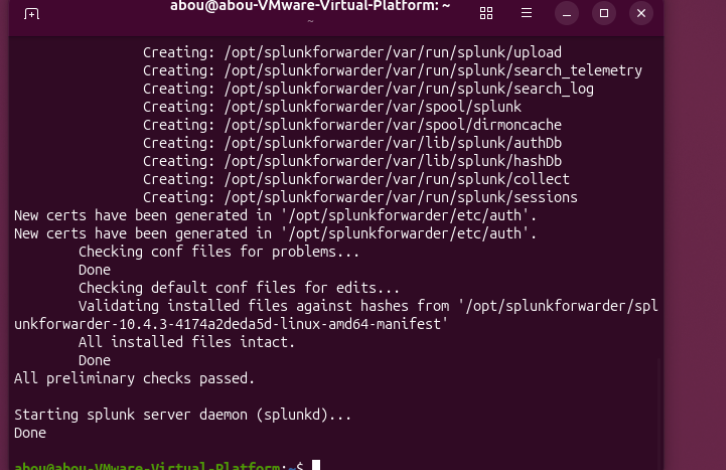 abou@abou-VMware-Virtual-Platform: ~
~
Creating: /opt/splunkforwarder/var/run/splunk/upload
Creating: /opt/splunkforwarder/var/run/splunk/search_telemetry
Creating: /opt/splunkforwarder/var/run/splunk/search_log
Creating: /opt/splunkforwarder/var/spool/splunk
Creating: /opt/splunkforwarder/var/spool/dirmoncache
Creating: /opt/splunkforwarder/var/lib/splunk/authDb
Creating: /opt/splunkforwarder/var/lib/splunk/hashDb
Creating: /opt/splunkforwarder/var/run/splunk/collect
Creating: /opt/splunkforwarder/var/run/splunk/sessions
New certs have been generated in '/opt/splunkforwarder/etc/auth'.
New certs have been generated in '/opt/splunkforwarder/etc/auth'.
Checking conf files for problems...
Done
Checking default conf files for edits...
Validating installed files against hashes from '/opt/splunkforwarder/spl
unkforwarder-10.4.3-4174a2deda5d-linux-amd64-manifest'
All installed files intact.
Done
All preliminary checks passed.
Starting splunk server daemon (splunkd)...
Done
abou@abou-VMware-Virtual-Platform:~$